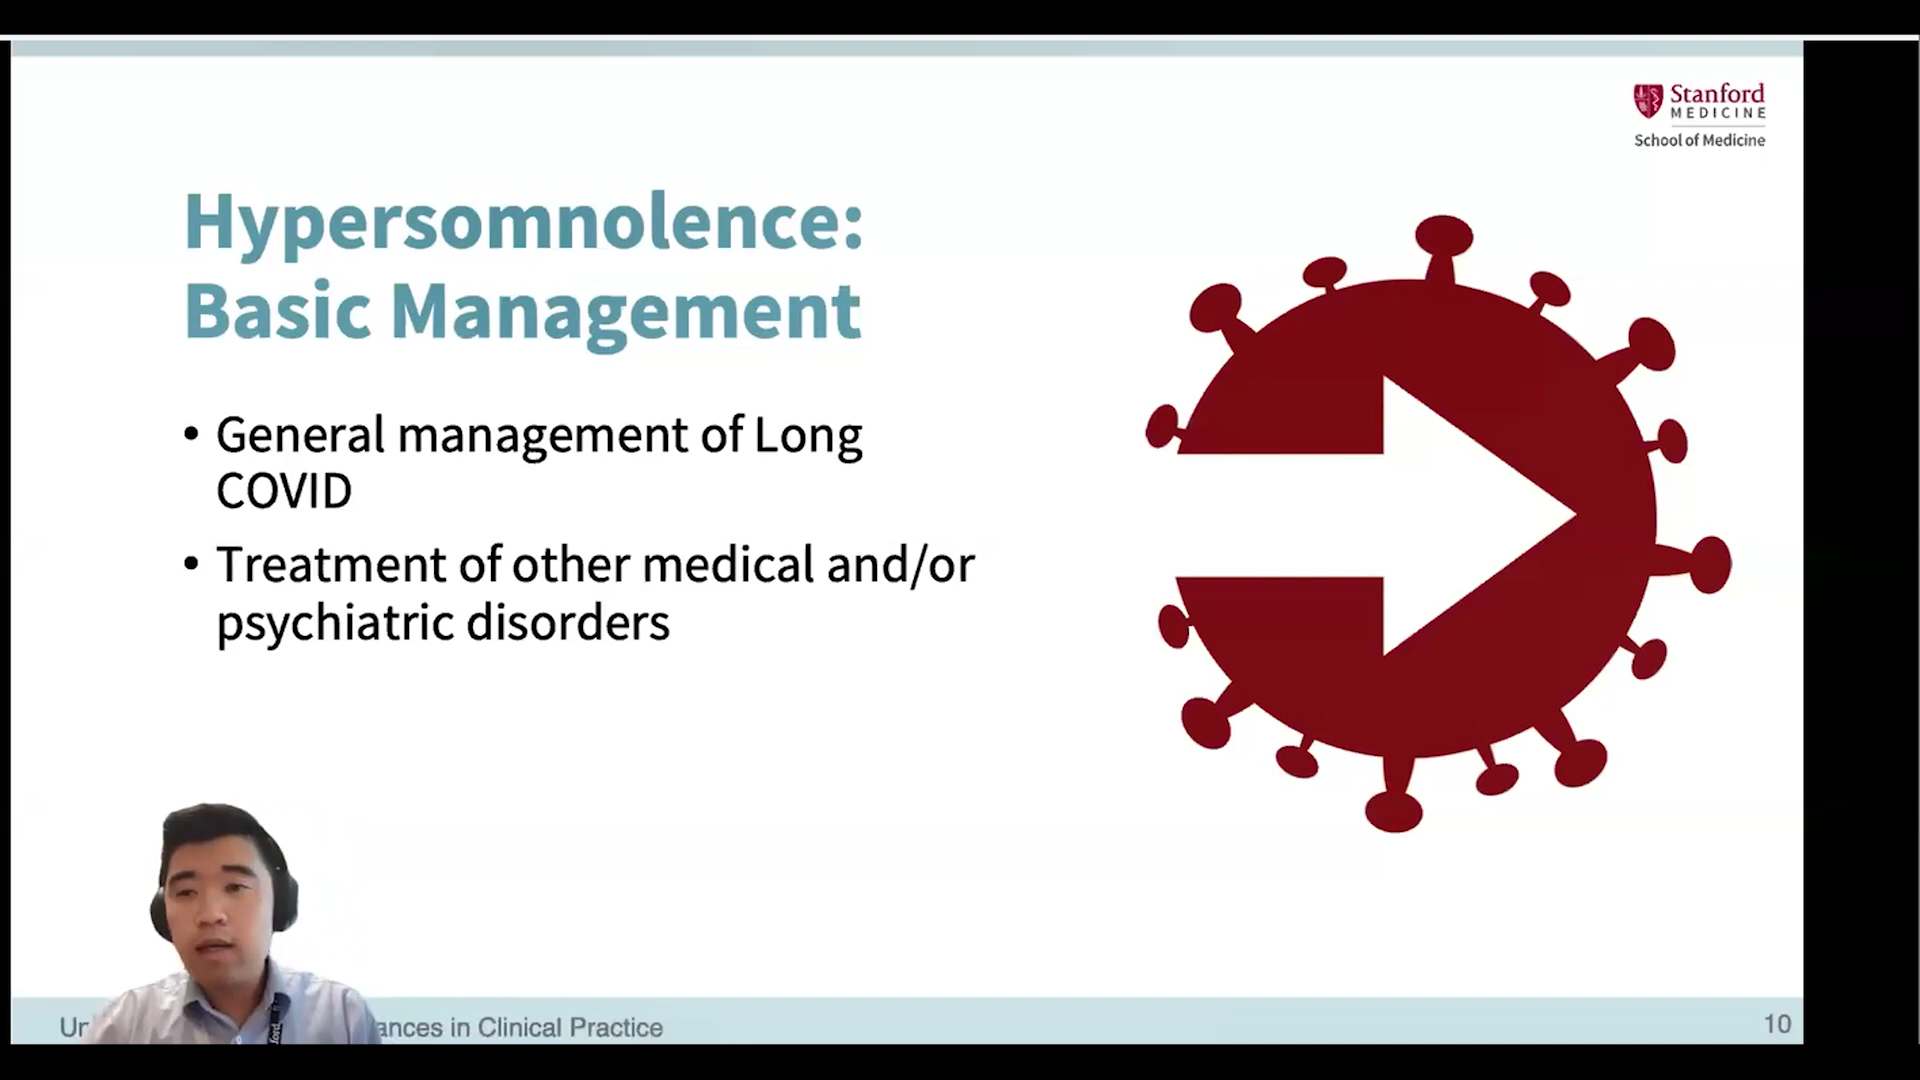 Stanford
MEDICINE
School of Medicine
Hypersomnolence:
Basic Management
• General management of Long
COVID
• Treatment of other medical and/or
psychiatric disorders
ances in Clinical Practice
10